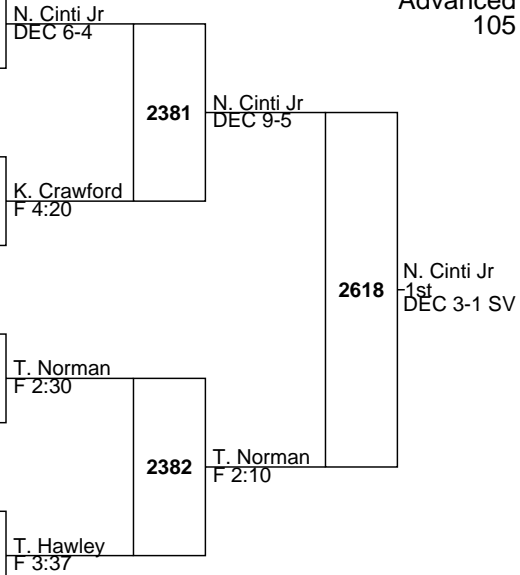 Advanced
105
N. Cinti Jr
DEC 6-4
2381
N. Cinti Jr
DEC 9-5
K. Crawford
F 4:20
2618
N. Cinti Jr
1st
DEC 3-1 SV
T. Norman
F 2:30
2382
T. Norman
F 2:10
T. Hawley
F 3:37